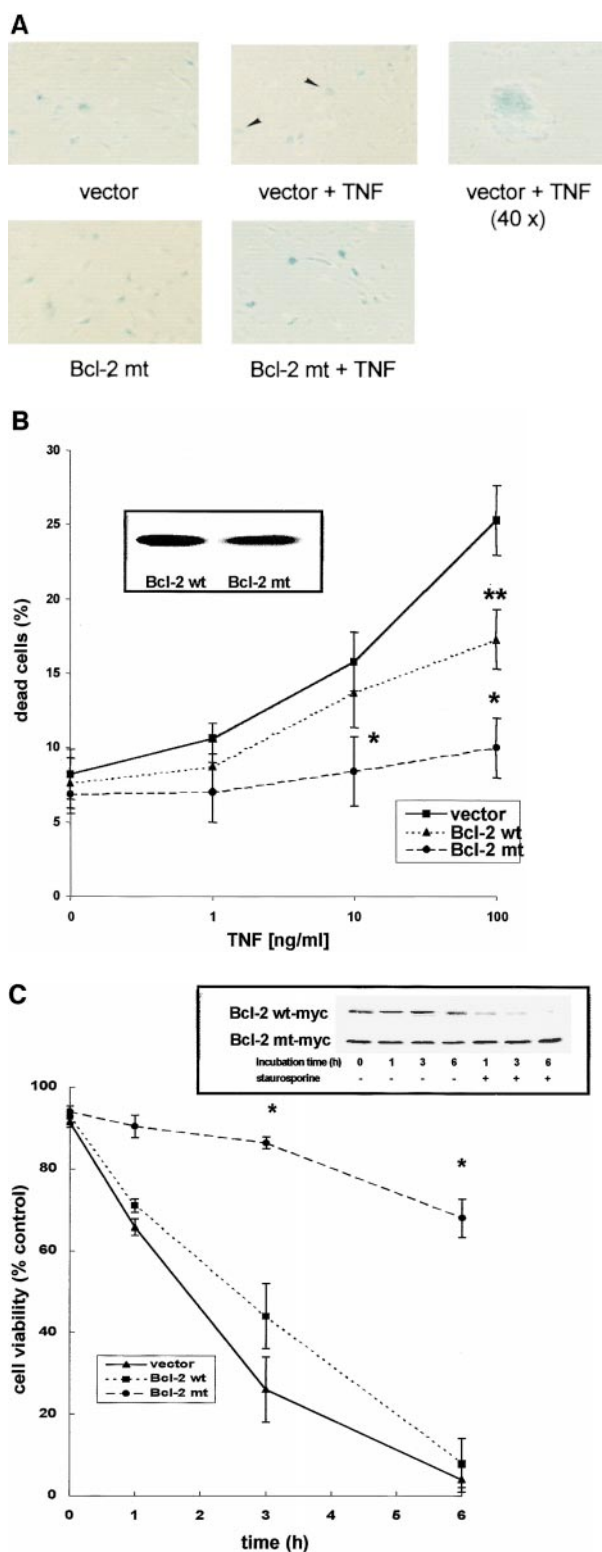 A
vector
vector + TNF
vector + TNF
(40 x)
Bcl-2 mt
Bcl-2 mt + TNF
B
30
25
20
15
10
5
0
dead cells (%)
Bcl-2 wt
Bcl-2 mt
**
*
*
vector
Bcl-2 wt
Bcl-2 mt
0
1
10
100
TNF [ng/ml]
C
Bcl-2 wt-myc
Bcl-2 mt-myc
Incubation time (h) 0 1 3 6 1 3 6
staurosporine - - - - + + +
100
80
60
40
20
0
cell viability (% control)
*
*
vector
Bcl-2 wt
Bcl-2 mt
0
1
2
3
4
5
6
time (h)